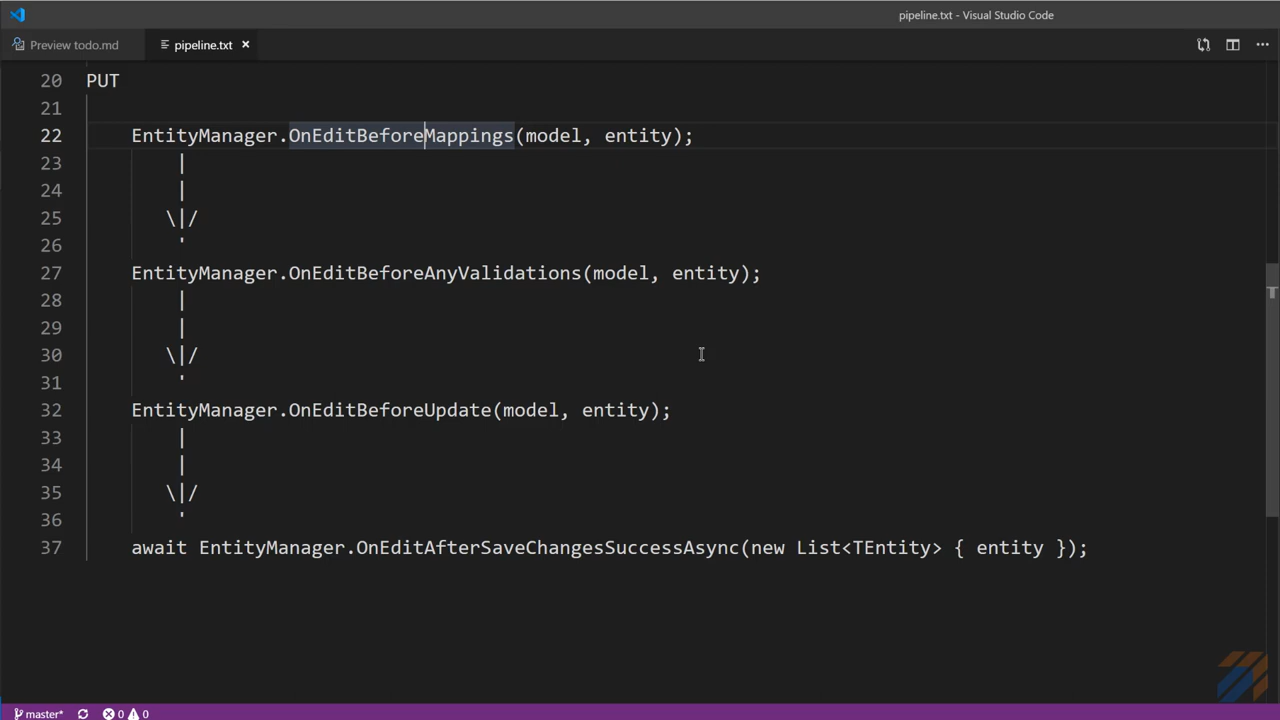 pipeline.txt - Visual Studio Code
Preview todo.md pipeline.txt ×
20 PUT
21
22 EntityManager.OnEditBeforeMappings(model, entity);
23 |
24 |
25 \|/
26 '
27 EntityManager.OnEditBeforeAnyValidations(model, entity);
28 |
29 |
30 \|/
31 '
32 EntityManager.OnEditBeforeUpdate(model, entity);
33 |
34 |
35 \|/
36 '
37 await EntityManager.OnEditAfterSaveChangesSuccessAsync(new List<TEntity> { entity });
master* 0 0